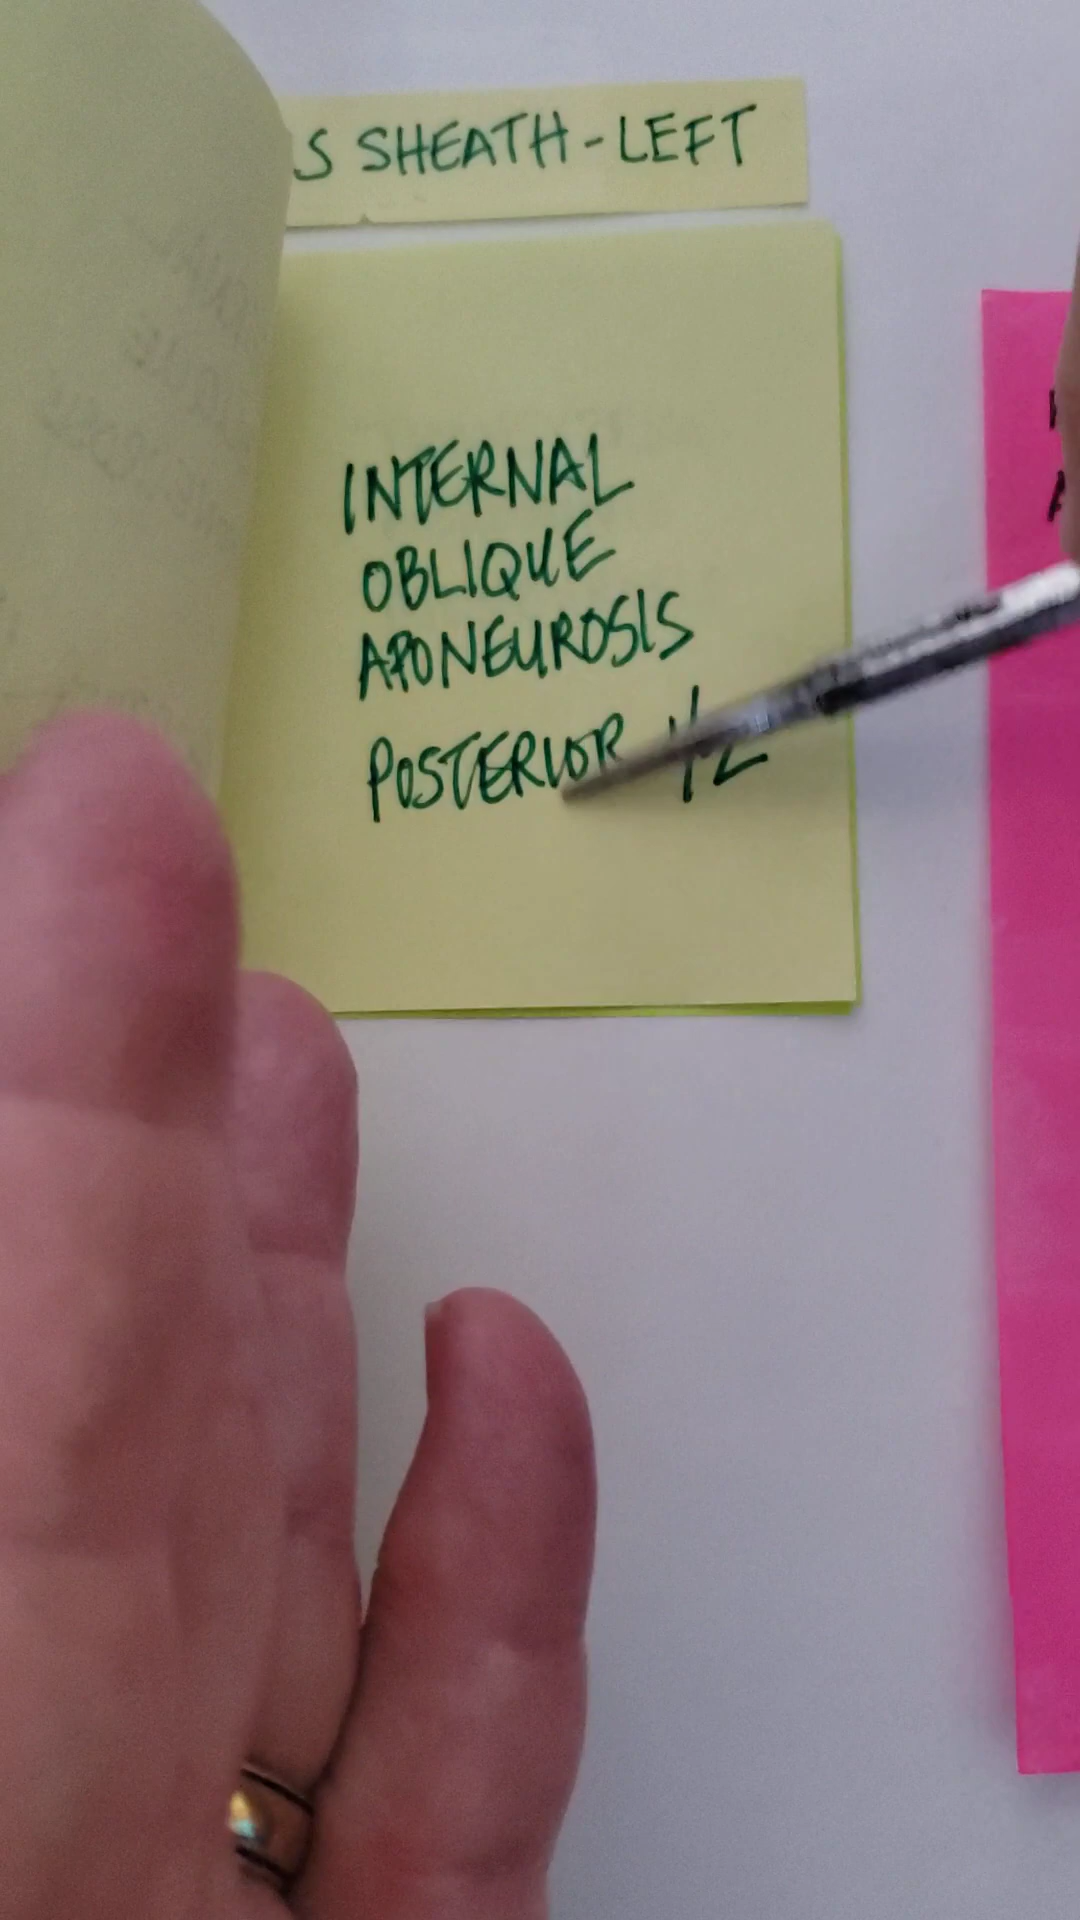 S SHEATH-LEFT
INTERNAL
OBLIQUE
APONEUROSIS
POSTERIOR 1/2